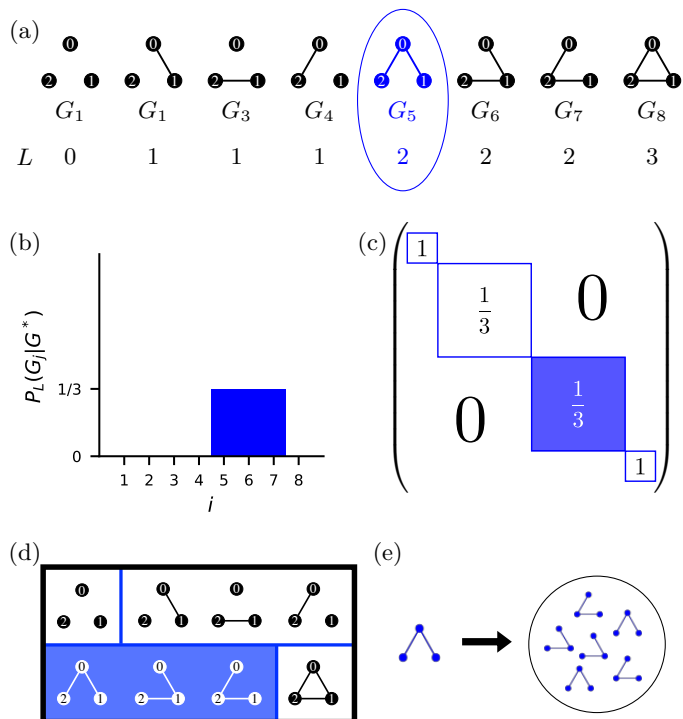 (a)
0 0 0 0 0 0 0 0
2 1 2 1 2 1 2 1 2 1 2 1 2 1 2 1
G₁ G₁ G₃ G₄ G₅ G₆ G₇ G₈
L 0 1 1 1 2 2 2 3
(b)
P_L(G_j|G*)
1/3
0
1 2 3 4 5 6 7 8
i
(c)
1
1/3
0
0
1/3
1
(d)
0 0 0 0
2 1 2 1 2 1 2 1
0 0 0 0
2 1 2 1 2 1 2 1
(e)